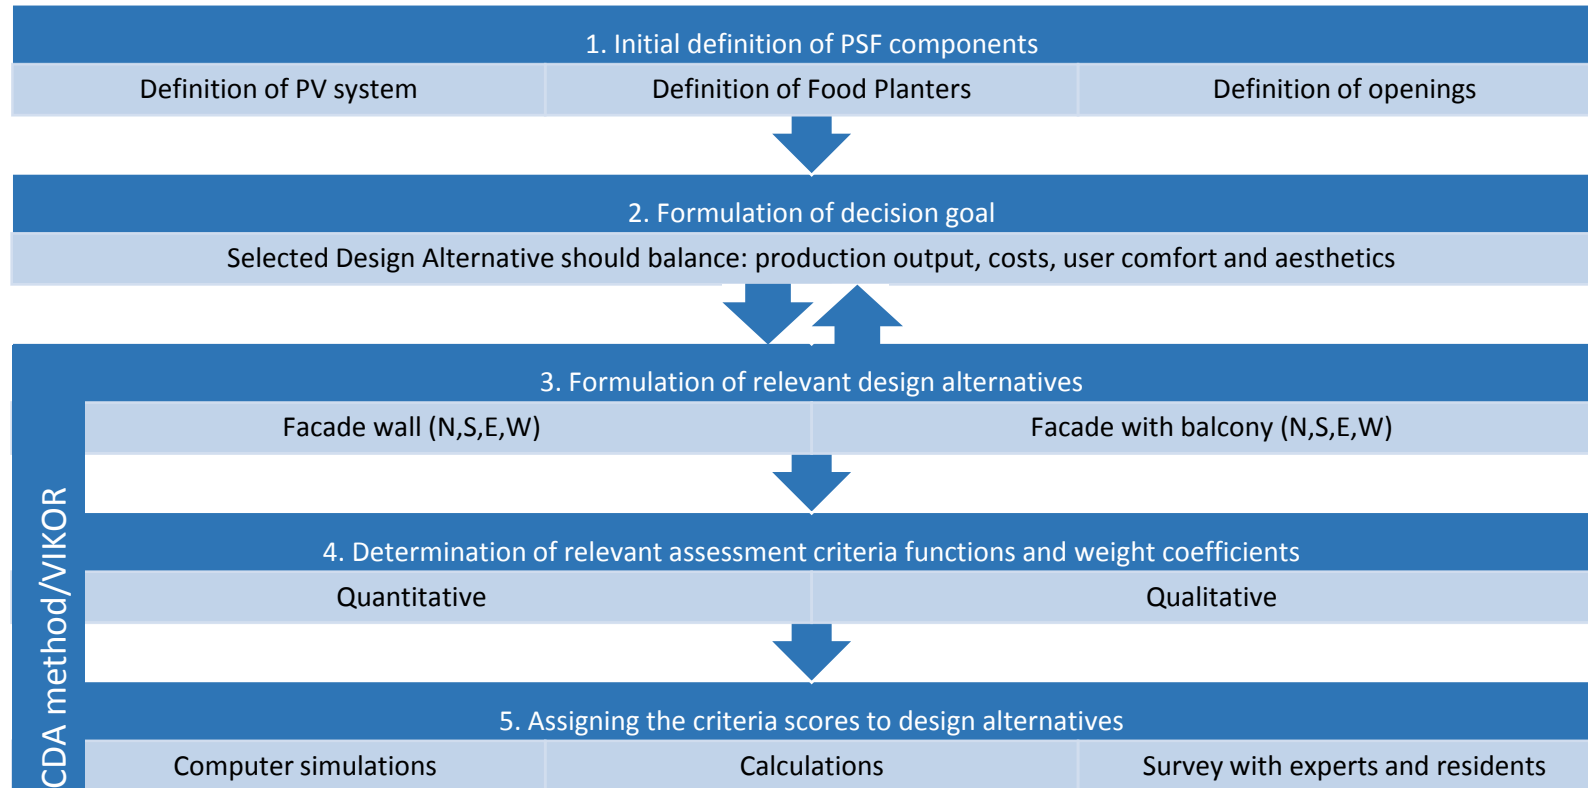 1. Initial definition of PSF components
Definition of PV system
Definition of Food Planters
Definition of openings
2. Formulation of decision goal
Selected Design Alternative should balance: production output, costs, user comfort and aesthetics
3. Formulation of relevant design alternatives
Facade wall (N,S,E,W)
Facade with balcony (N,S,E,W)
4. Determination of relevant assessment criteria functions and weight coefficients
Quantitative
Qualitative
5. Assigning the criteria scores to design alternatives
Computer simulations
Calculations
Survey with experts and residents
CDA method/VIKOR